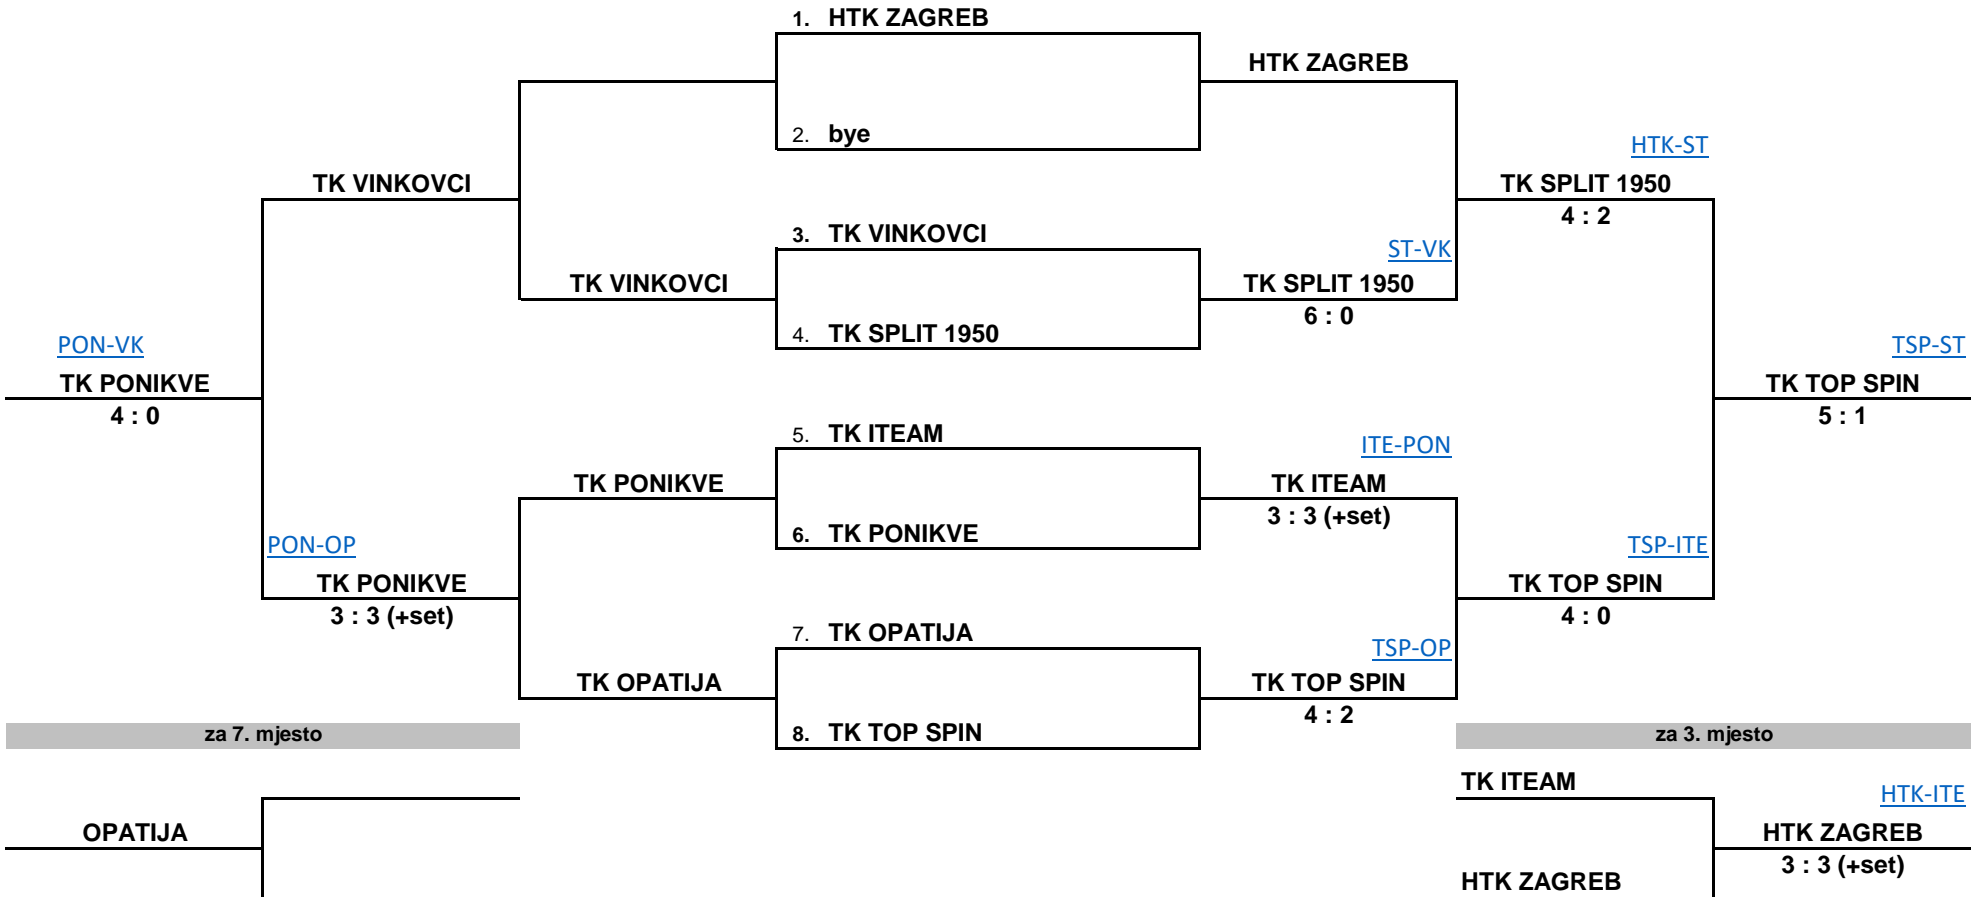 1. HTK ZAGREB
HTK ZAGREB
2. bye
HTK-ST
TK VINKOVCI
TK SPLIT 1950
4 : 2
3. TK VINKOVCI
ST-VK
TK VINKOVCI
TK SPLIT 1950
6 : 0
4. TK SPLIT 1950
PON-VK
TSP-ST
TK PONIKVE
TK TOP SPIN
4 : 0
5 : 1
5. TK ITEAM
ITE-PON
TK PONIKVE
TK ITEAM
3 : 3 (+set)
6. TK PONIKVE
PON-OP
TSP-ITE
TK PONIKVE
TK TOP SPIN
3 : 3 (+set)
4 : 0
7. TK OPATIJA
TSP-OP
TK OPATIJA
TK TOP SPIN
4 : 2
za 7. mjesto
8. TK TOP SPIN
za 3. mjesto
TK ITEAM
HTK-ITE
OPATIJA
HTK ZAGREB
3 : 3 (+set)
HTK ZAGREB